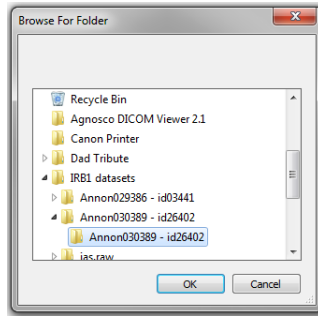 Browse For Folder
Recycle Bin
Agnosco DICOM Viewer 2.1
Canon Printer
Dad Tribute
IRB1 datasets
Annon029386 - id03441
Annon030389 - id26402
Annon030389 - id26402
ias.raw
OK
Cancel